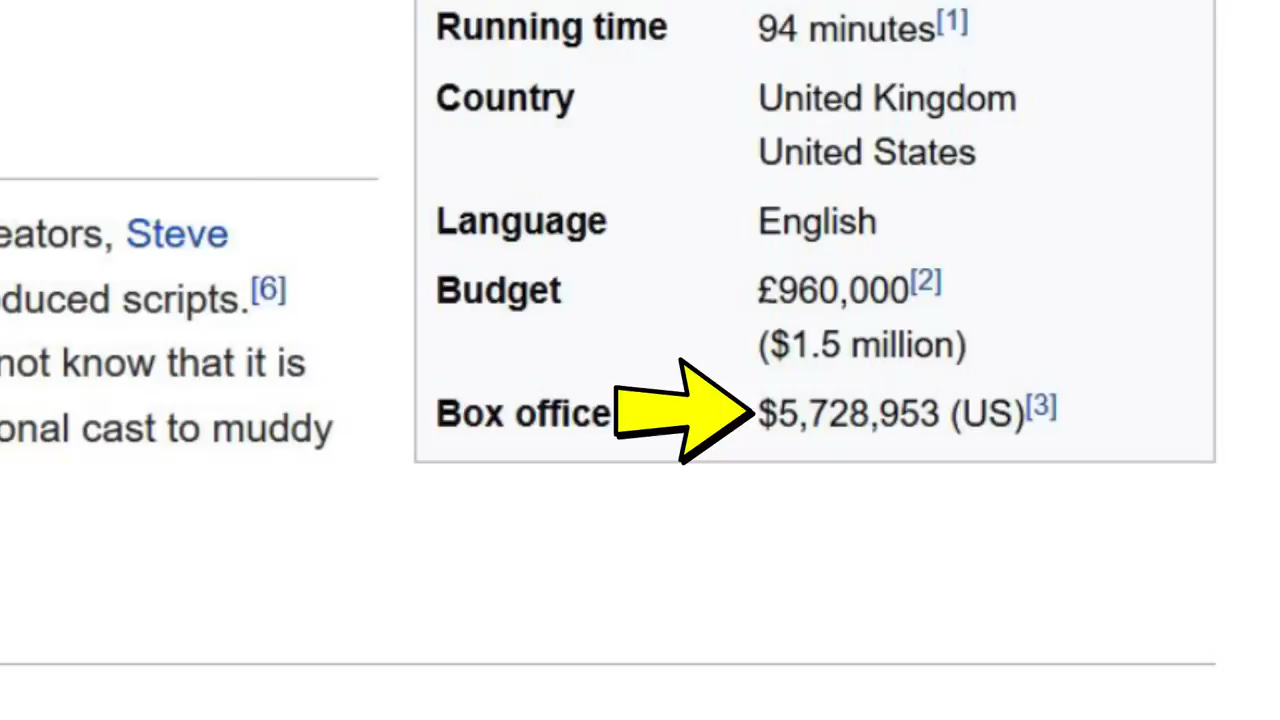 Running time 94 minutes[1]
Country United Kingdom
United States
Language English
Budget £960,000[2]
($1.5 million)
Box office $5,728,953 (US)[3]
eators, Steve
duced scripts.[6]
not know that it is
onal cast to muddy